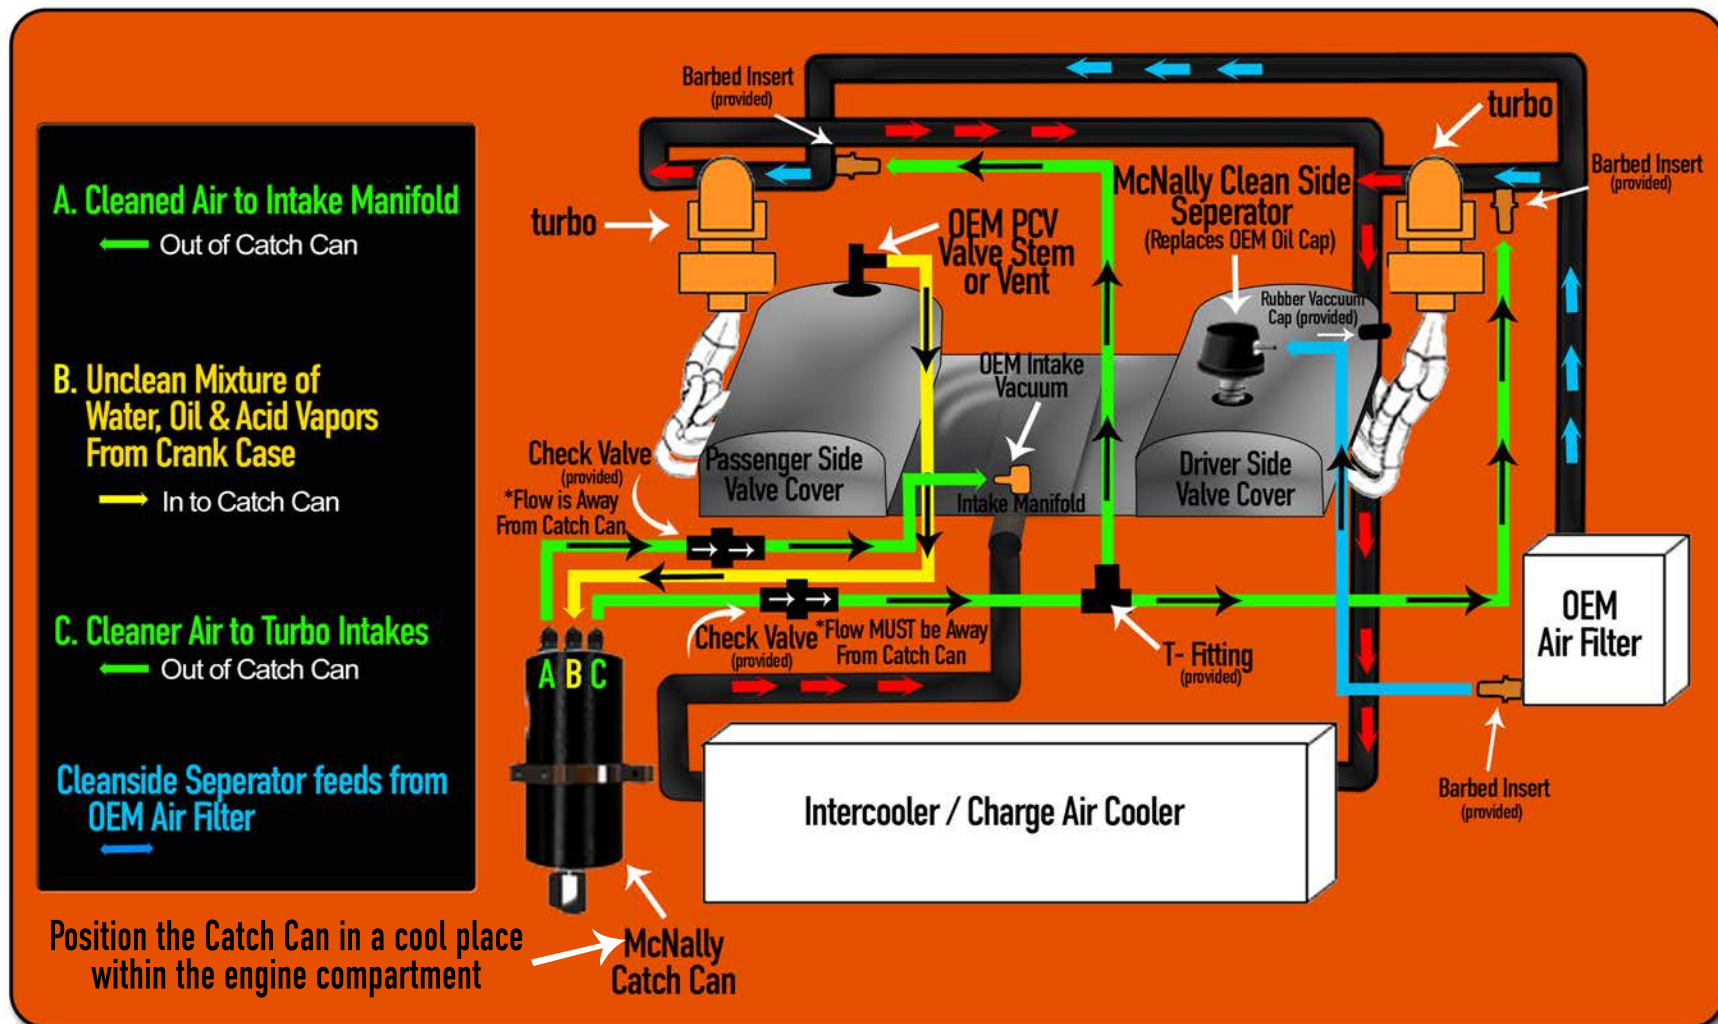 A. Cleaned Air to Intake Manifold
Out of Catch Can
B. Unclean Mixture of
Water, Oil & Acid Vapors
From Crank Case
In to Catch Can
C. Cleaner Air to Turbo Intakes
Out of Catch Can
Cleanside Seperator feeds from
OEM Air Filter
Position the Catch Can in a cool place
within the engine compartment
McNally
Catch Can
Barbed Insert
(provided)
turbo
OEM PCV
Valve Stem
or Vent
McNally Clean Side
Seperator
(Replaces OEM Oil Cap)
turbo
Barbed Insert
(provided)
Rubber Vaccuum
Cap (provided)
OEM Intake
Vacuum
Check Valve
(provided)
*Flow is Away
From Catch Can
Passenger Side
Valve Cover
Intake Manifold
Driver Side
Valve Cover
A B C
Check Valve
(provided)
*Flow MUST be Away
From Catch Can
T- Fitting
(provided)
OEM
Air Filter
Barbed Insert
(provided)
Intercooler / Charge Air Cooler